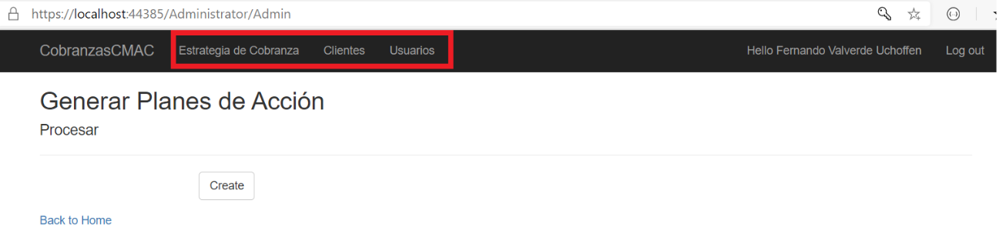 https://localhost:44385/Administrator/Admin
CobranzasCMAC Estrategia de Cobranza Clientes Usuarios Hello Fernando Valverde Uchoffen Log out
Generar Planes de Acción
Procesar
Create
Back to Home